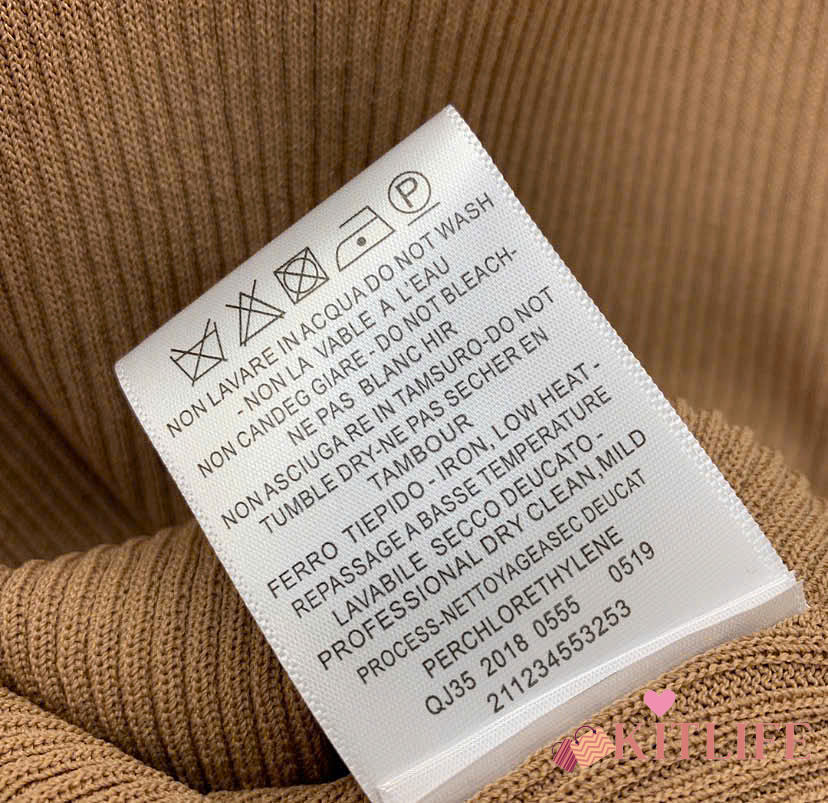 P
NON LAVARE IN ACQUA DO NOT WASH
- NON LA VABLE A L'EAU
NON CANDEG GIARE - DO NOT BLEACH-
NE PAS BLANC HIR
NON ASCIUGA RE IN TAMSURO-DO NOT
TUMBLE DRY-NE PAS SECHER EN
TAMBOUR
FERRO TIEPIDO - IRON, LOW HEAT -
REPASSAGE A BASSE TEMPERATURE
LAVABILE SECCO DEUCATO -
PROFESSIONAL DRY CLEAN, MILD
PROCESS-NETTOYAGEASEC DEUCAT
PERCHLORETHYLENE
QJ35 2018 0555 0519
211234553253
KITLIFE